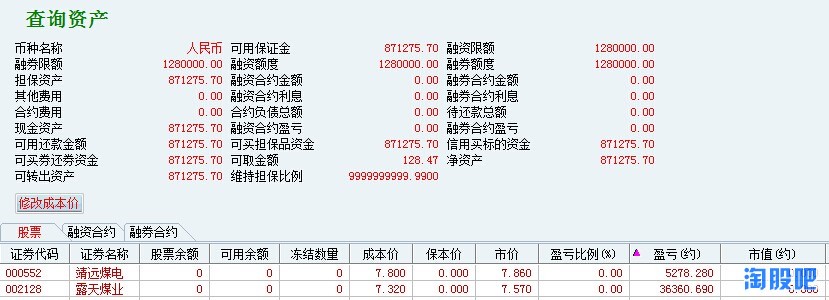 查询资产
币种名称 人民币 可用保证金 871275.70 融资限额 1280000.00
融券限额 1280000.00 融资额度 1280000.00 融券额度 1280000.00
担保资产 871275.70 融资合约金额 0.00 融券合约金额 0.00
其他费用 0.00 融资合约利息 0.00 融券合约利息 0.00
合约费用 0.00 合约负债总额 0.00 待还款总额 0.00
现金资产 871275.70 融资合约盈亏 0.00 融券合约盈亏 0.00
可用还款金额 871275.70 可买担保品资金 871275.70 信用买标的资金 871275.70
可买券还券资金 871275.70 可取金额 128.47 净资产 871275.70
可转出资产 871275.70 维持担保比例 9999999999.9900
修改成本价
股票 融资合约 融券合约
证券代码 证券名称 股票余额 可用余额 冻结数量 成本价 保本价 市价 盈亏比例(%) 盈亏(约) 市值(约)
000552 靖远煤电 0 0 0 7.800 0.000 7.860 0.00 5278.280
002128 露天煤业 0 0 0 7.320 0.000 7.570 0.00 36360.690
淘股吧